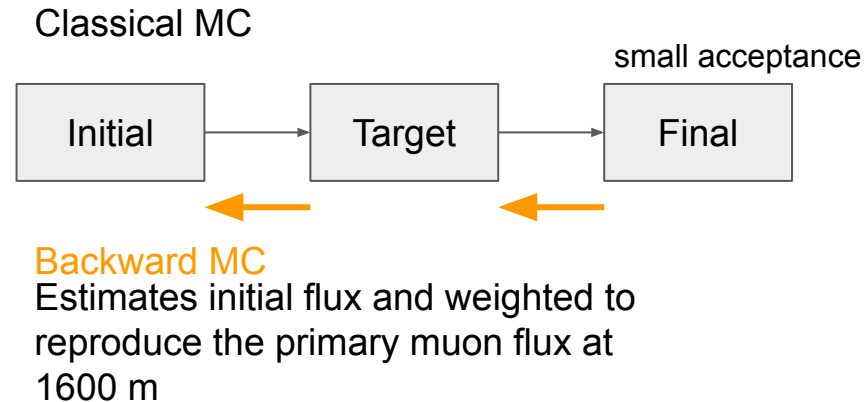 Classical MC
small acceptance
Initial
Target
Final
Backward MC
Estimates initial flux and weighted to
reproduce the primary muon flux at
1600 m